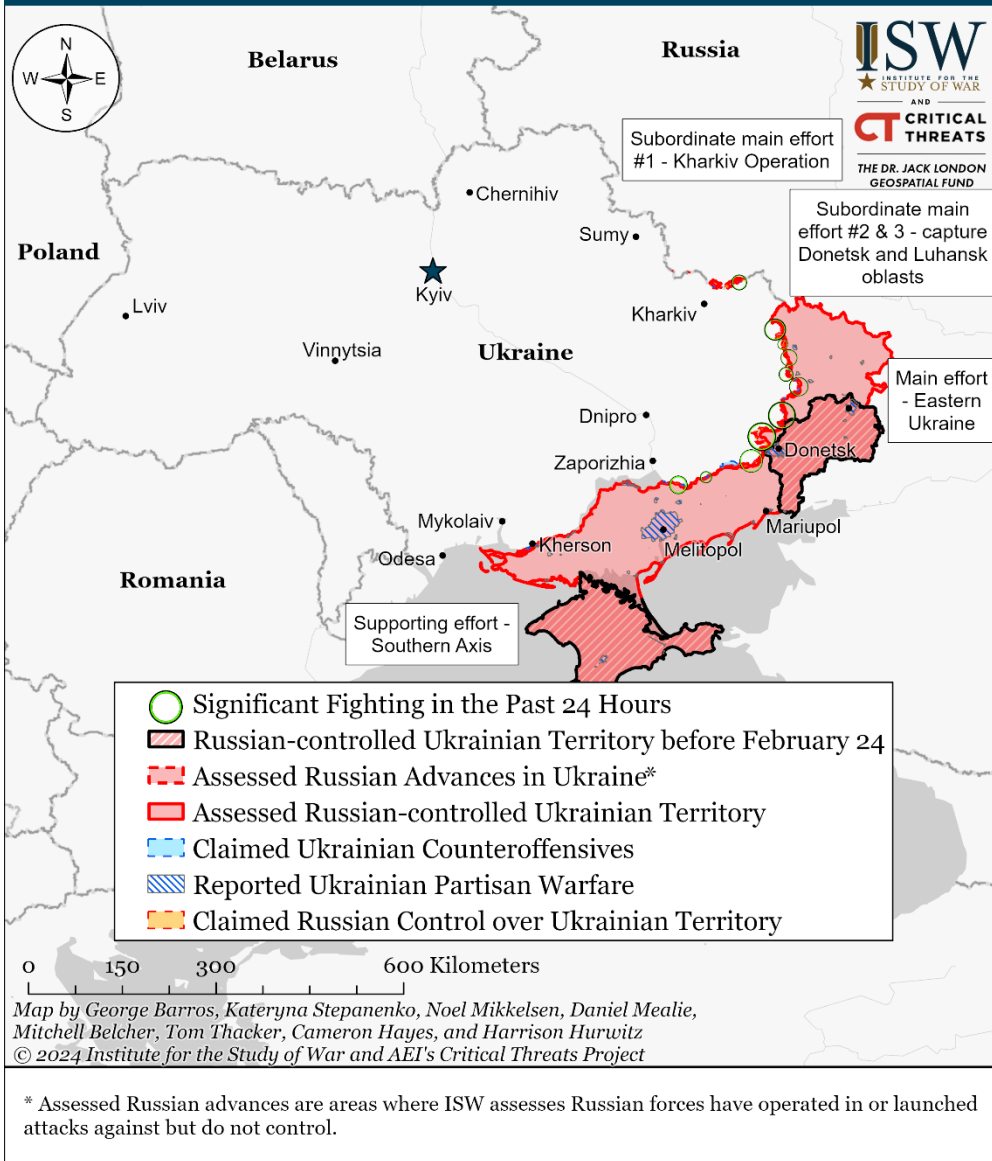 N
W
E
S
Belarus
Russia
ISW
INSTITUTE FOR THE
STUDY OF WAR
AND
CT CRITICAL
THREATS
THE DR. JACK LONDON
GEOSPATIAL FUND
Subordinate main effort
#1 - Kharkiv Operation
Subordinate main
effort #2 & 3 - capture
Donetsk and Luhansk
oblasts
Chernihiv
Sumy
Poland
Kyiv
Lviv
Kharkiv
Vinnytsia
Ukraine
Main effort
- Eastern
Ukraine
Dnipro
Donetsk
Zaporizhia
Mykolaiv
Mariupol
Kherson
Melitopol
Odesa
Romania
Supporting effort -
Southern Axis
Significant Fighting in the Past 24 Hours
Russian-controlled Ukrainian Territory before February 24
Assessed Russian Advances in Ukraine*
Assessed Russian-controlled Ukrainian Territory
Claimed Ukrainian Counteroffensives
Reported Ukrainian Partisan Warfare
Claimed Russian Control over Ukrainian Territory
0 150 300 600 Kilometers
Map by George Barros, Kateryna Stepanenko, Noel Mikkelsen, Daniel Mealie,
Mitchell Belcher, Tom Thacker, Cameron Hayes, and Harrison Hurwitz
© 2024 Institute for the Study of War and AEI's Critical Threats Project
* Assessed Russian advances are areas where ISW assesses Russian forces have operated in or launched
attacks against but do not control.